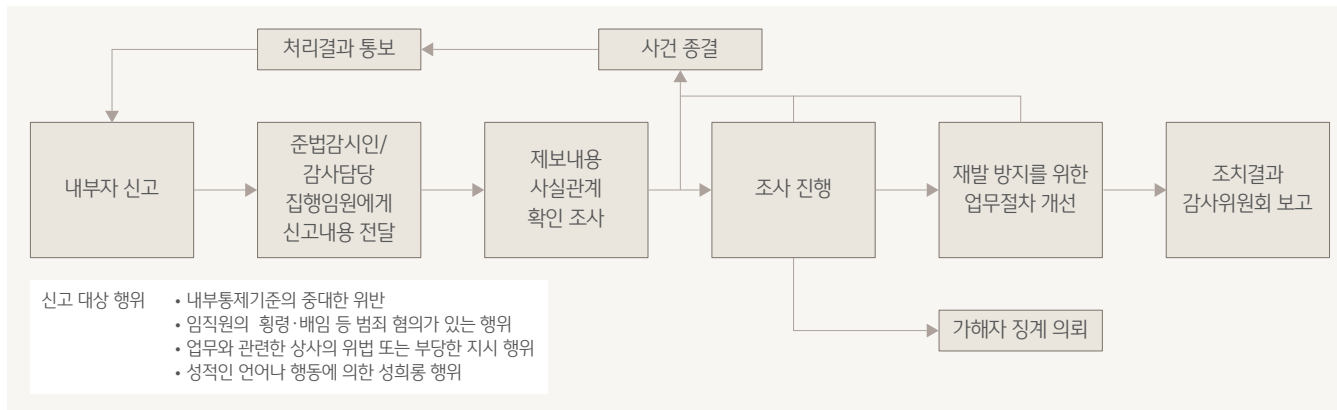 처리결과 통보
사건 종결
내부자 신고
준법감시인/
감사담당
집행임원에게
신고내용 전달
제보내용
사실관계
확인 조사
조사 진행
재발 방지를 위한
업무절차 개선
조치결과
감사위원회 보고
가해자 징계 의뢰
신고 대상 행위
• 내부통제기준의 중대한 위반
• 임직원의 횡령·배임 등 범죄 혐의가 있는 행위
• 업무와 관련한 상사의 위법 또는 부당한 지시 행위
• 성적인 언어나 행동에 의한 성희롱 행위